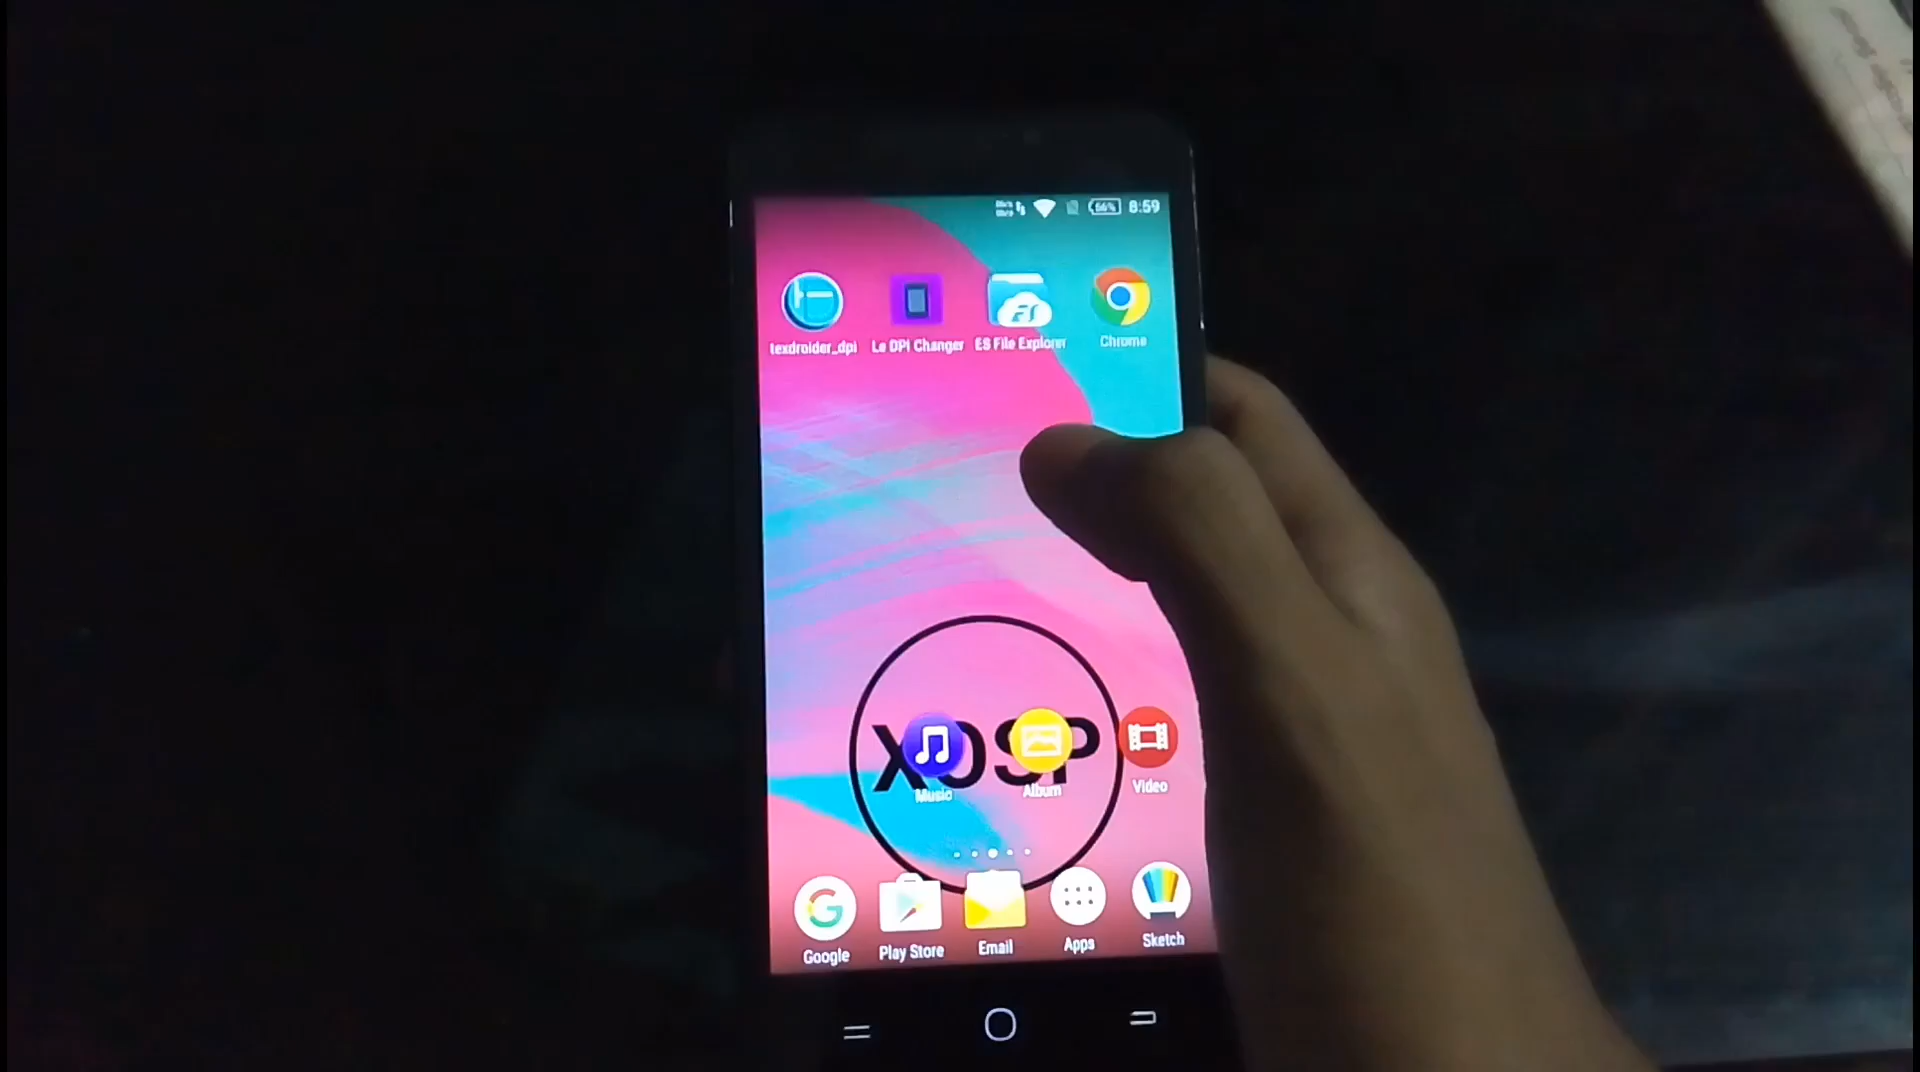 66% 8:59
texdroider_dpi Le DPI Changer ES File Explorer Chrome
XOSP
Music Album Video
Google Play Store Email Apps Sketch